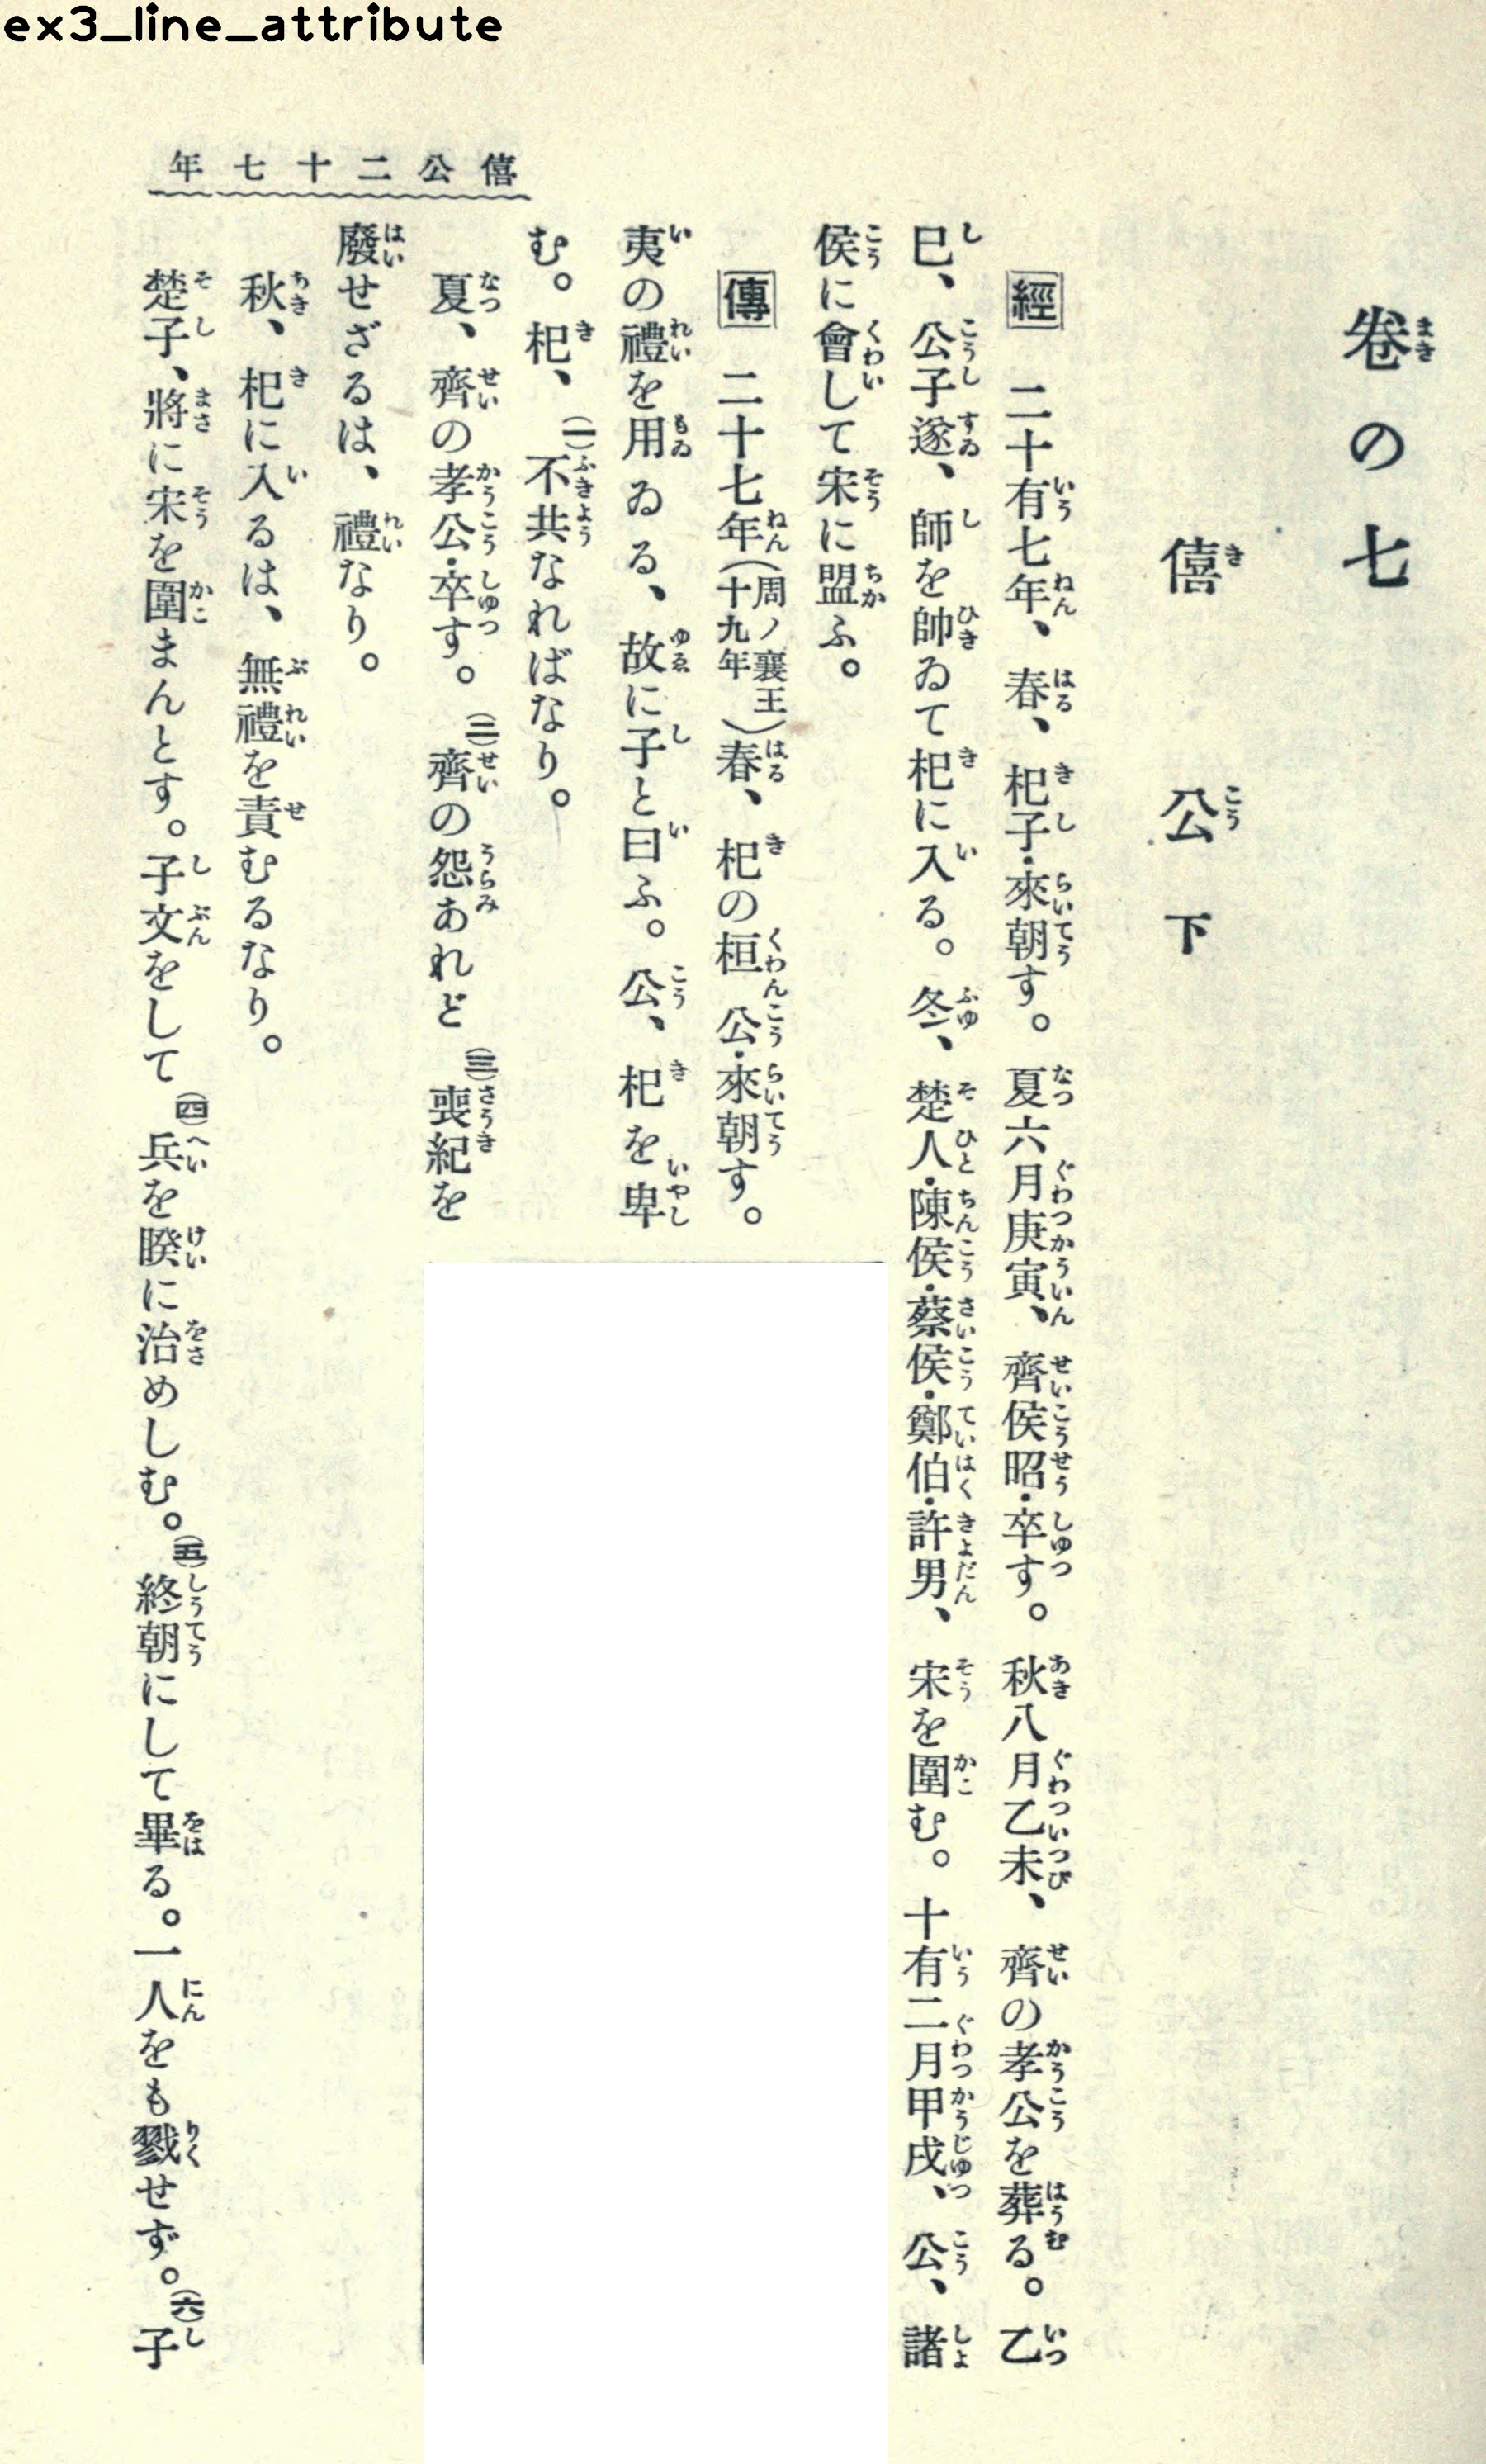 ex3_line_attribute
僖公二十七年
卷の七
僖公下
經 二十有七年、春、杞子・來朝す。夏六月庚寅、齊侯昭・卒す。秋八月乙未、齊の孝公を葬る。乙
巳、公子遂、師を帥ゐて杞に入る。冬、楚人・陳侯・蔡侯・鄭伯・許男、宋を圍む。十有二月甲戌、公、諸
侯に會して宋に盟ふ。
傳 二十七年(周ノ襄王十九年)春、杞の桓公・來朝す。
夷の禮を用ゐる、故に子と曰ふ。公、杞を卑
む。杞、(一)不共なればなり。
夏、齊の孝公・卒す。(二)齊の怨あれど(三)喪紀を
廢せざるは、禮なり。
秋、杞に入るは、無禮を責むるなり。
楚子、將に宋を圍まんとす。子文をして(四)兵を睽に治めしむ。(五)終朝にして畢る。一人をも戮せず。(六)子